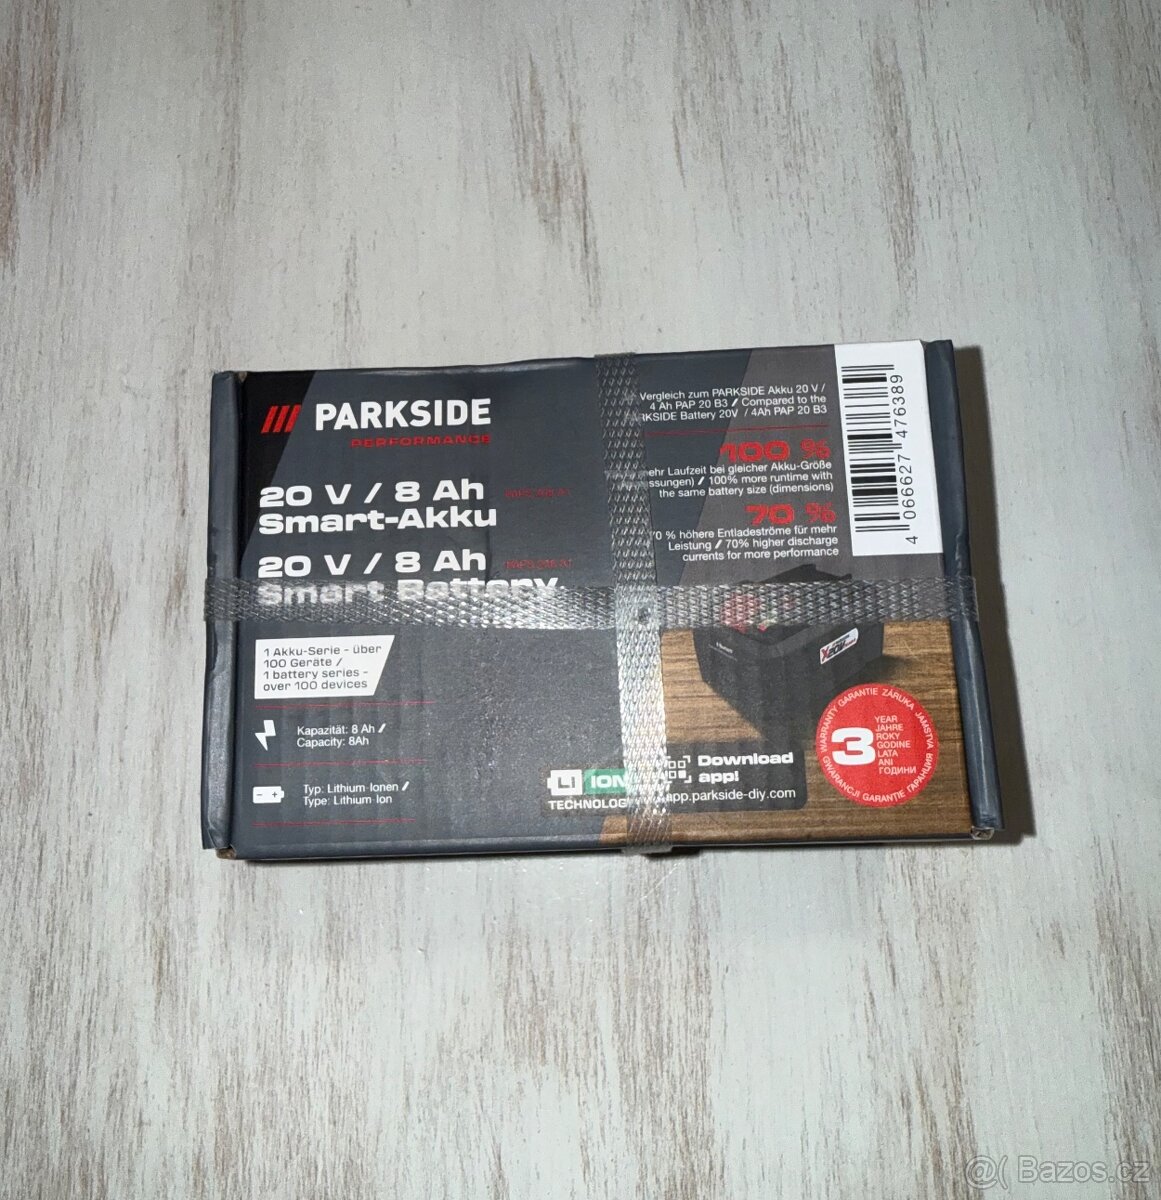 PARKSIDE
PERFORMANCE
20 V / 8 Ah
Smart-Akku
20 V / 8 Ah
Smart Battery
1 Akku-Serie – über
100 Geräte /
1 battery series –
over 100 devices
Kapazität: 8 Ah /
Capacity: 8Ah
Typ: Lithium-Ionen /
Type: Lithium Ion
Vergleich zum PARKSIDE Akku 20 V /
4 Ah PAP 20 B3 / Compared to the
Battery 20V / 4Ah PAP 20 B3
100 %
Laufzeit bei gleicher Akku-Größe
/ 100% more runtime with
the same battery size (dimensions)
70 %
% höhere Entladeströme für mehr
Leistung / 70% higher discharge
currents for more performance
4 066627 476389
LI ION
Download
app!
app.parkside-diy.com
WARRANTY GARANTIE ZÁRUKA JAMSTVA
GWARANCJI GARANTIE ГАРАНЦИЯ
3
YEAR
JAHRE
ROKY
GODINE
LATA
ANI
ГОДИНИ
@( Bazos.cz